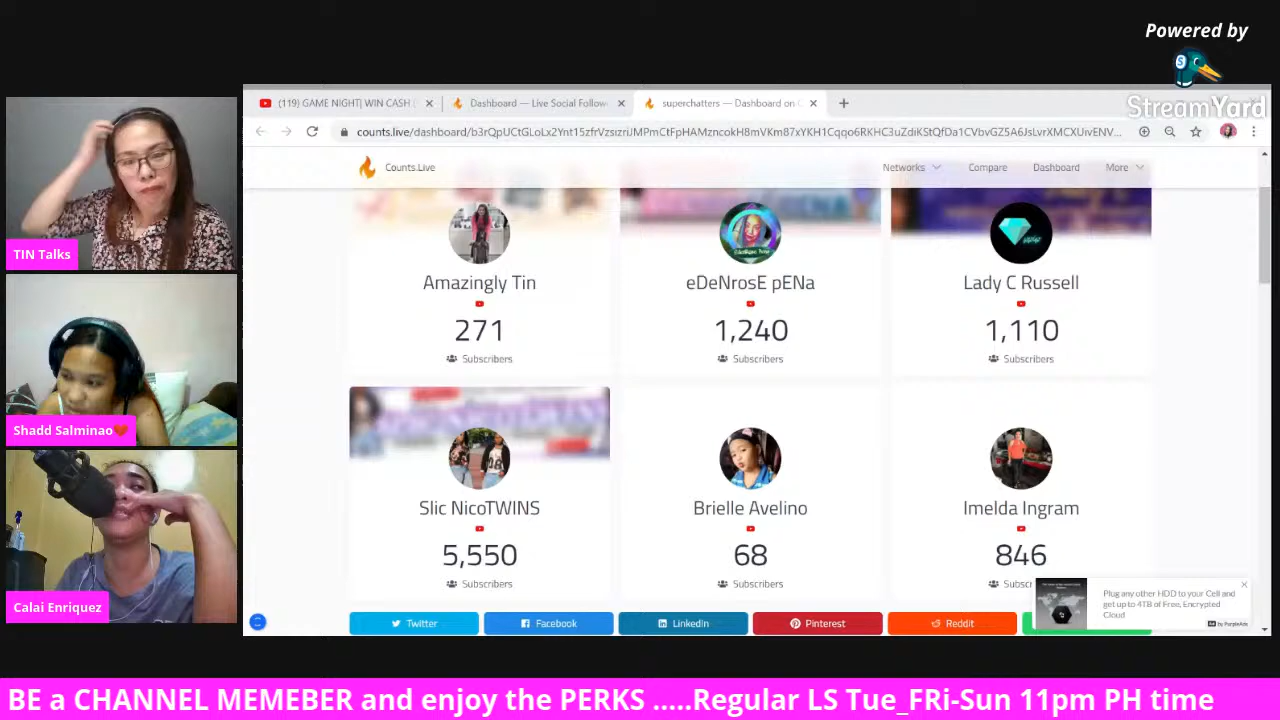 Powered by
StreamYard
(119) GAME NIGHT| WIN CASH
Dashboard — Live Social Follow
superchatters — Dashboard on
counts.live/dashboard/
Counts.Live
Networks
Compare
Dashboard
More
TIN Talks
Shadd Salminao❤
Calai Enriquez
Amazingly Tin
271
Subscribers
eDeNrosE pENa
1,240
Subscribers
Lady C Russell
1,110
Subscribers
Slic NicoTWINS
5,550
Subscribers
Brielle Avelino
68
Subscribers
Imelda Ingram
846
Subsc
Plug any other HDD to your Cell and
get up to 4TB of Free, Encrypted
Cloud
Ad by PurpleAds
Twitter
Facebook
LinkedIn
Pinterest
Reddit
BE a CHANNEL MEMEBER and enjoy the PERKS .....Regular LS Tue_FRi-Sun 11pm PH time